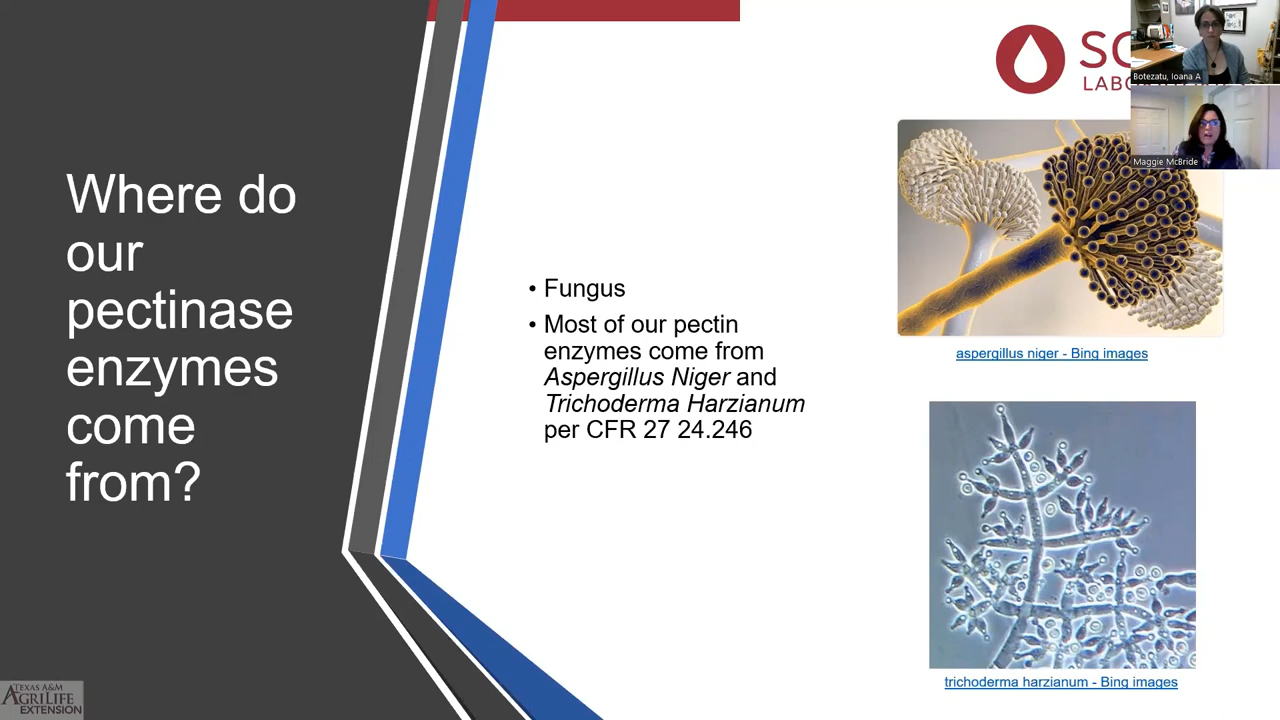 Where do
our
pectinase
enzymes
come
from?
• Fungus
• Most of our pectin
enzymes come from
Aspergillus Niger and
Trichoderma Harzianum
per CFR 27 24.246
Botezatu, Ioana A
Maggie McBride
aspergillus niger - Bing images
trichoderma harzianum - Bing images
TEXAS A&M
AGRILIFE
EXTENSION